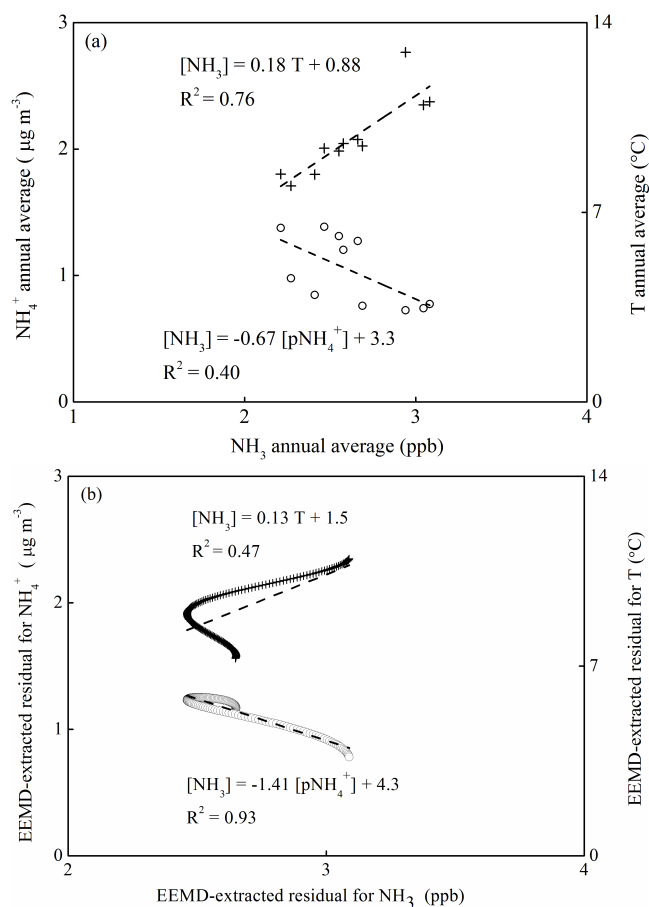 (a)
[NH₃] = 0.18 T + 0.88
R² = 0.76
[NH₃] = -0.67 [pNH₄⁺] + 3.3
R² = 0.40
NH₄⁺ annual average ( μg m⁻³)
3
2
1
0
T annual average (°C)
14
7
0
1
2
3
4
NH₃ annual average (ppb)
(b)
[NH₃] = 0.13 T + 1.5
R² = 0.47
[NH₃] = -1.41 [pNH₄⁺] + 4.3
R² = 0.93
EEMD-extracted residual for NH₄⁺ ( μg m⁻³)
3
2
1
0
EEMD-extracted residual for T (°C)
14
7
0
2
3
4
EEMD-extracted residual for NH₃ (ppb)